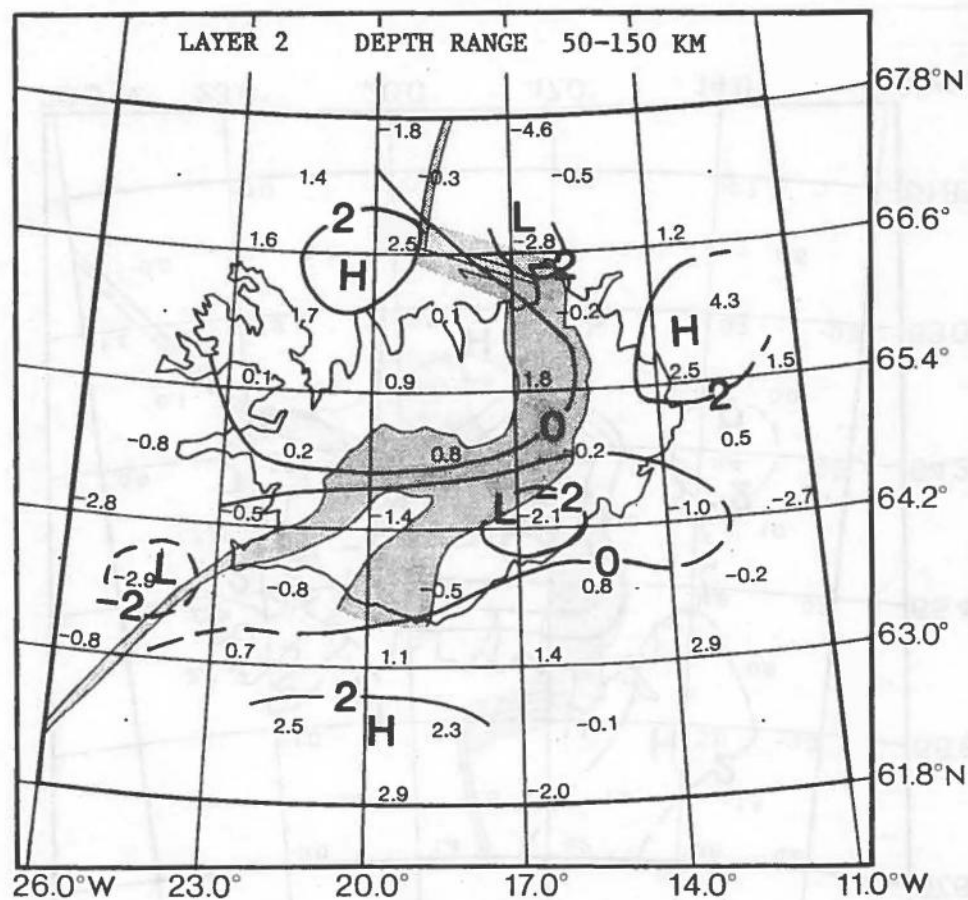 LAYER 2 DEPTH RANGE 50-150 KM
67.8°N
-1.8 -4.6
1.4 -0.3 -0.5
66.6°
2 L
1.6 2.5 -2.8 1.2
H -2
1.7 0.1 -0.2 4.3
H
65.4°
0.1 0.9 1.8 2.5 1.5
2
0
-0.8 0.2 0.8 -0.2 0.5
64.2°
-2.8 -0.5 -1.4 L -2 -2.1 -1.0 -2.7
L 0
-2.9 -0.8 -0.5 0.8 -0.2
-2
63.0°
-0.8 0.7 1.1 1.4 2.9
2
2.5 H 2.3 -0.1
61.8°N
2.9 -2.0
26.0°W 23.0° 20.0° 17.0° 14.0° 11.0°W